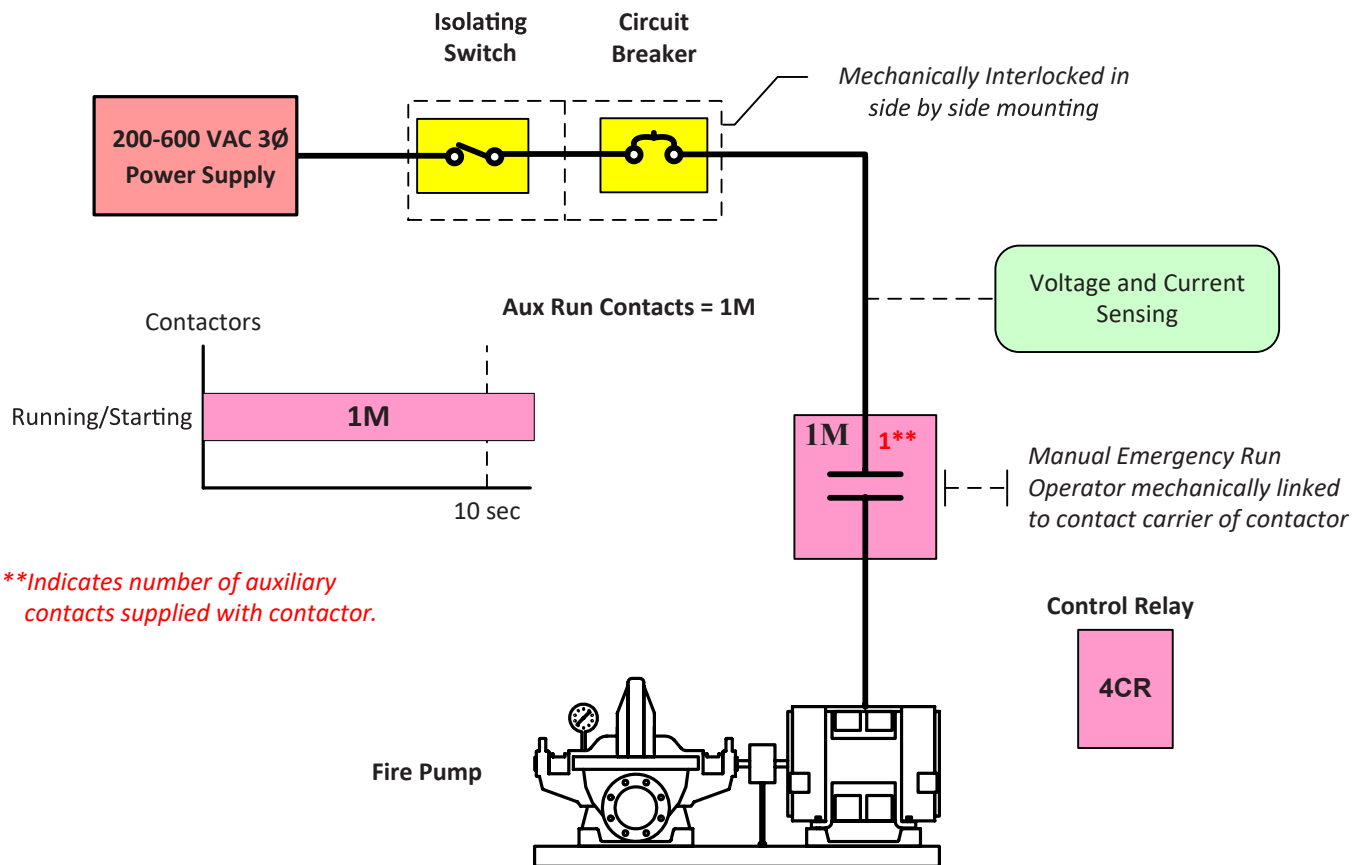 Isolating
Switch
Circuit
Breaker
Mechanically Interlocked in
side by side mounting
200-600 VAC 3Ø
Power Supply
Voltage and Current
Sensing
Aux Run Contacts = 1M
Contactors
Running/Starting
1M
10 sec
1M
1**
Manual Emergency Run
Operator mechanically linked
to contact carrier of contactor
**Indicates number of auxiliary
contacts supplied with contactor.
Control Relay
4CR
Fire Pump